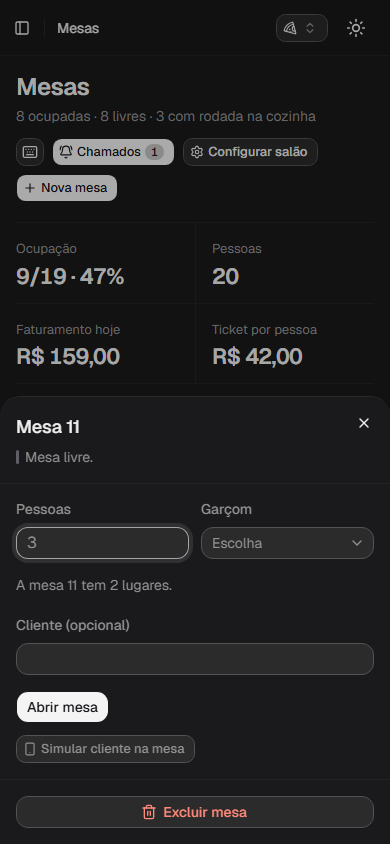 Mesas
Mesas
8 ocupadas · 8 livres · 3 com rodada na cozinha
Chamados 1
Configurar salão
Nova mesa
Ocupação
9/19 · 47%
Pessoas
20
Faturamento hoje
R$ 159,00
Ticket por pessoa
R$ 42,00
Mesa 11
Mesa livre.
Pessoas
3
Garçom
Escolha
A mesa 11 tem 2 lugares.
Cliente (opcional)
Abrir mesa
Simular cliente na mesa
Excluir mesa